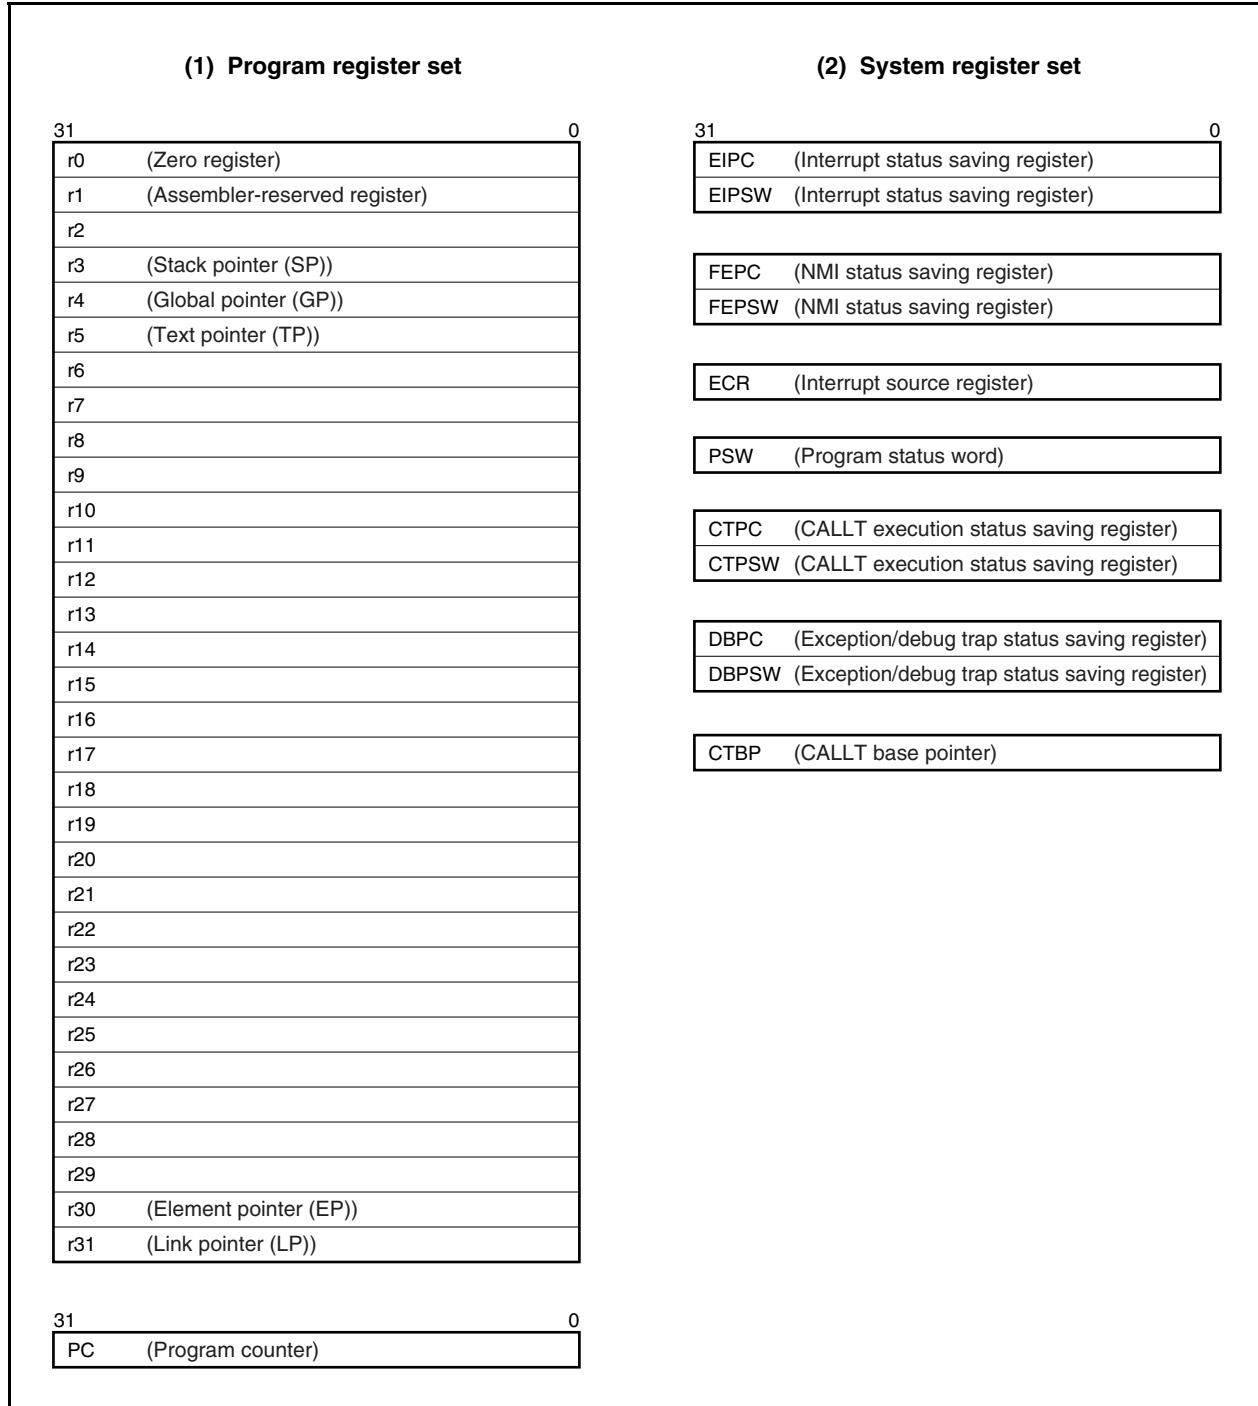 (1) Program register set
31 0
r0 (Zero register)
r1 (Assembler-reserved register)
r2
r3 (Stack pointer (SP))
r4 (Global pointer (GP))
r5 (Text pointer (TP))
r6
r7
r8
r9
r10
r11
r12
r13
r14
r15
r16
r17
r18
r19
r20
r21
r22
r23
r24
r25
r26
r27
r28
r29
r30 (Element pointer (EP))
r31 (Link pointer (LP))
31 0
PC (Program counter)
(2) System register set
31 0
EIPC (Interrupt status saving register)
EIPSW (Interrupt status saving register)
FEPC (NMI status saving register)
FEPSW (NMI status saving register)
ECR (Interrupt source register)
PSW (Program status word)
CTPC (CALLT execution status saving register)
CTPSW (CALLT execution status saving register)
DBPC (Exception/debug trap status saving register)
DBPSW (Exception/debug trap status saving register)
CTBP (CALLT base pointer)